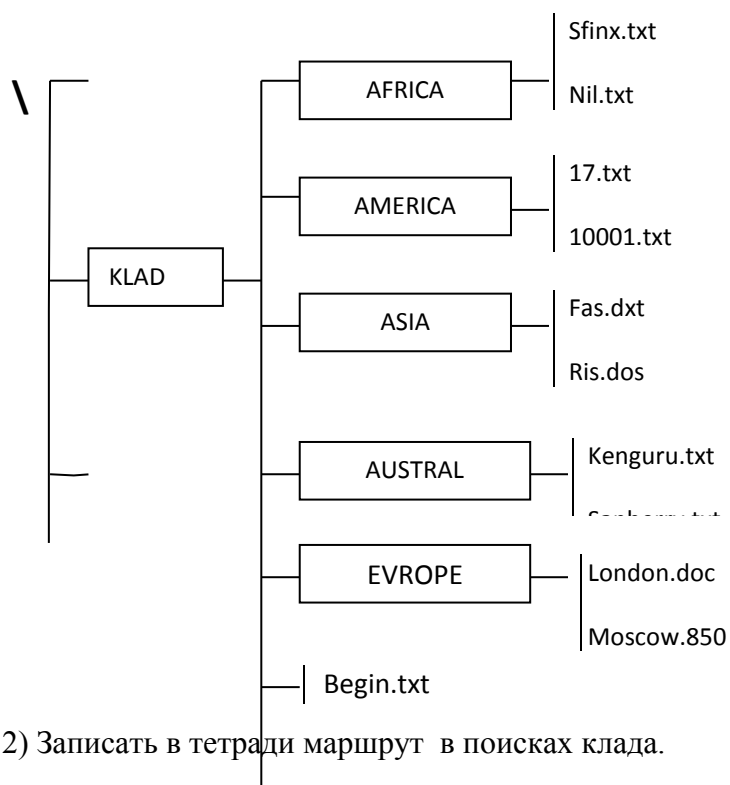 \
KLAD
AFRICA
Sfinx.txt
Nil.txt
AMERICA
17.txt
10001.txt
ASIA
Fas.dxt
Ris.dos
AUSTRAL
Kenguru.txt
EVROPE
London.doc
Moscow.850
Begin.txt
2) Записать в тетради маршрут в поисках клада.